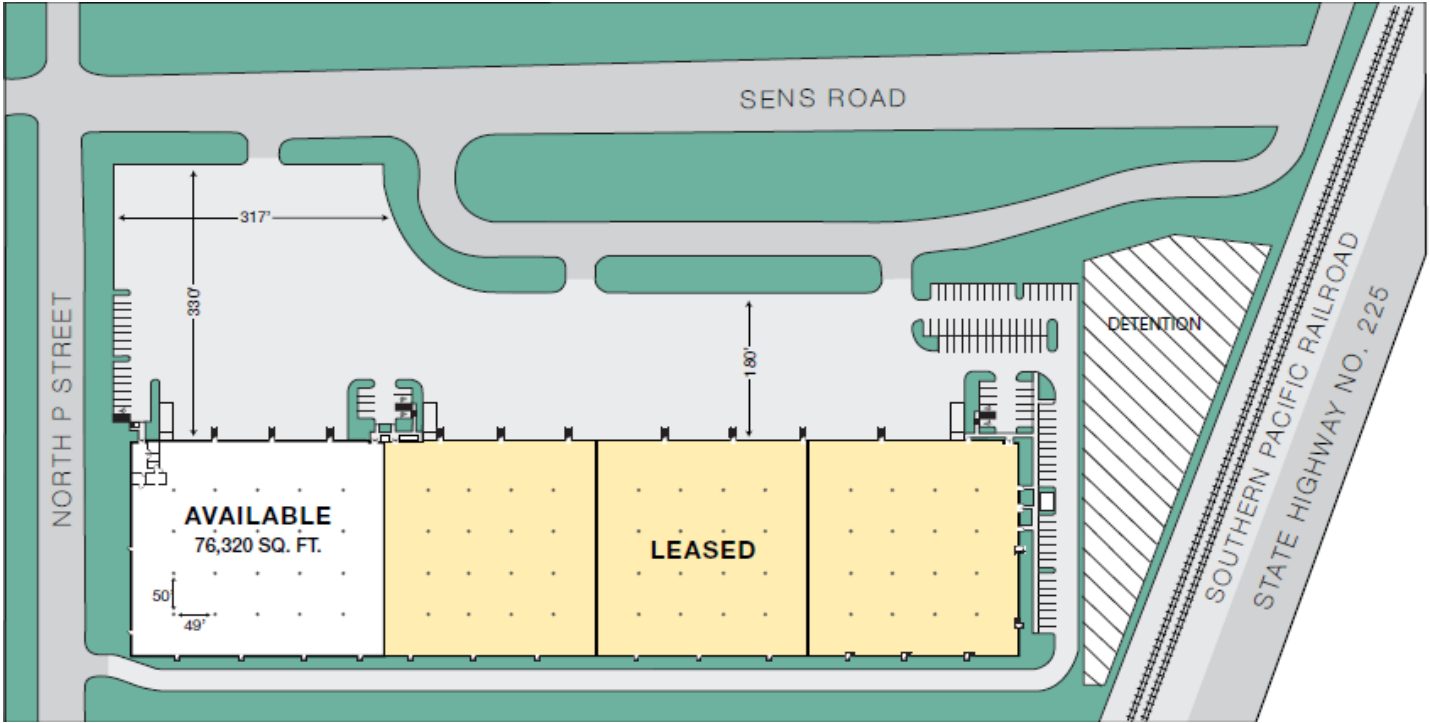 SENS ROAD
317'
330'
NORTH P STREET
180'
DETENTION
SOUTHERN PACIFIC RAILROAD
STATE HIGHWAY NO. 225
AVAILABLE
76,320 SQ. FT.
LEASED
50'
49'